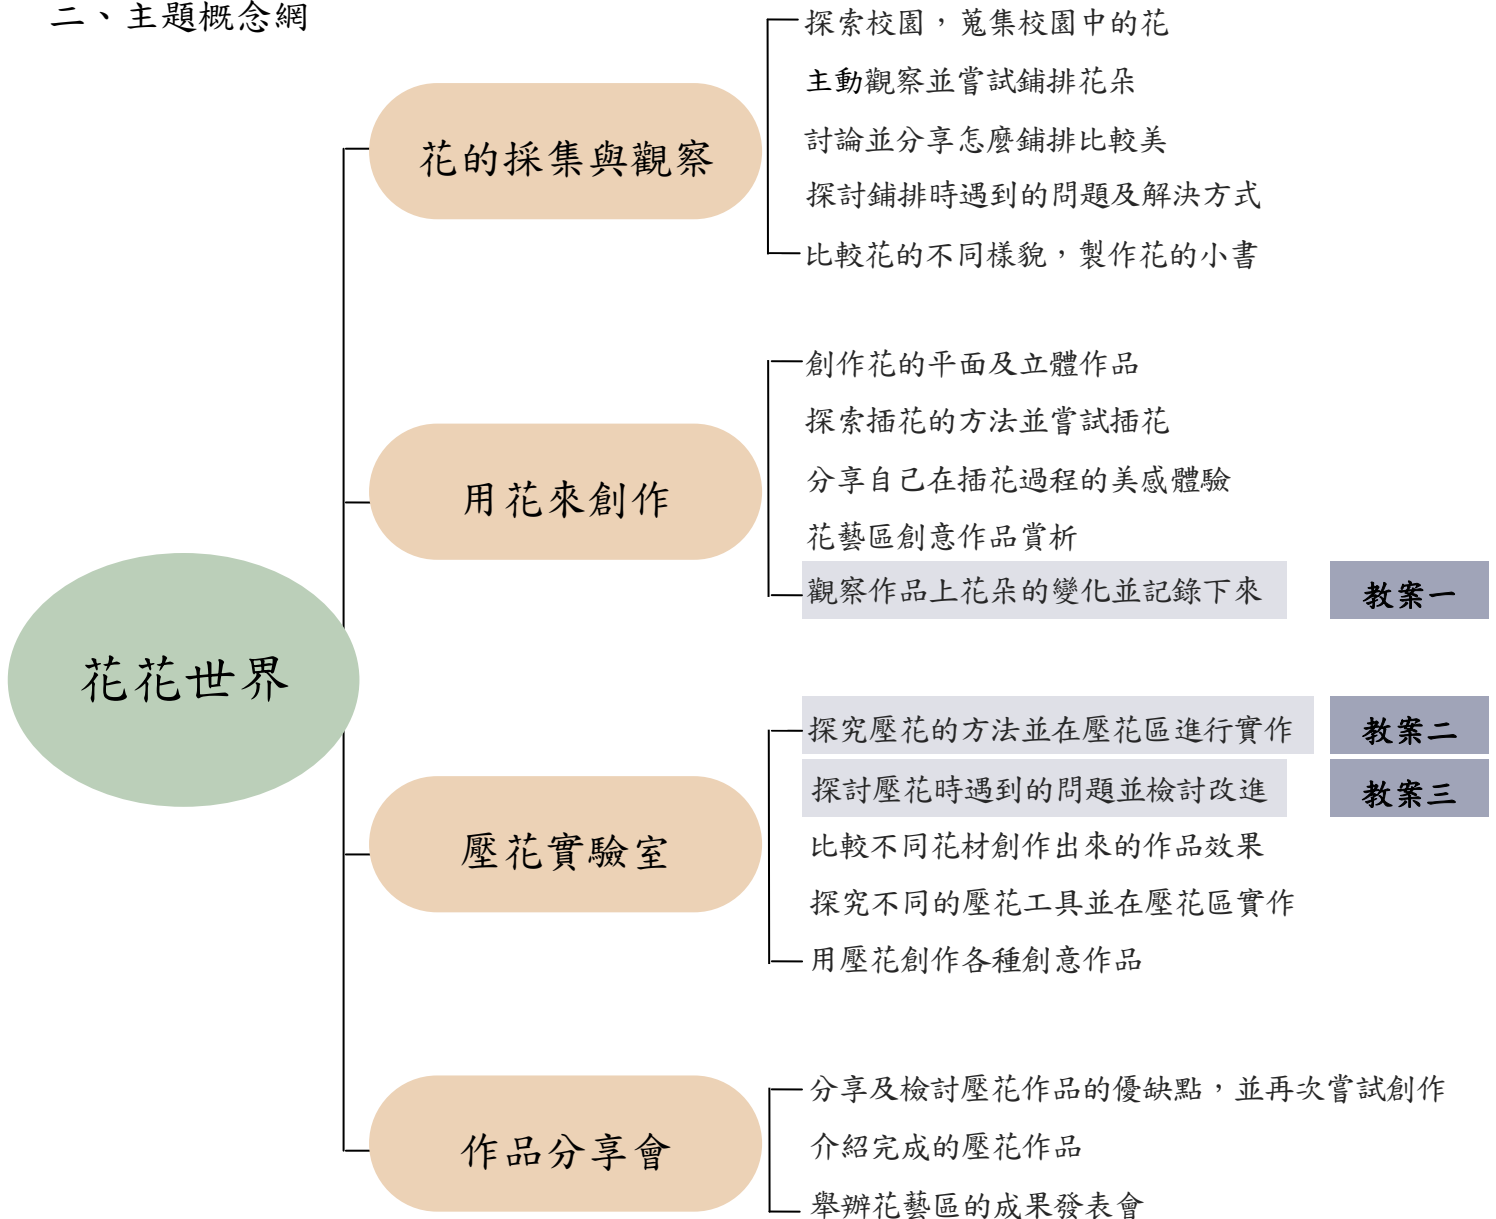 二、主題概念網
花花世界
花的採集與觀察
探索校園，蒐集校園中的花
主動觀察並嘗試鋪排花朵
討論並分享怎麼鋪排比較美
探討鋪排時遇到的問題及解決方式
比較花的不同樣貌，製作花的小書
用花來創作
創作花的平面及立體作品
探索插花的方法並嘗試插花
分享自己在插花過程的美感體驗
花藝區創意作品賞析
觀察作品上花朵的變化並記錄下來 教案一
壓花實驗室
探究壓花的方法並在壓花區進行實作 教案二
探討壓花時遇到的問題並檢討改進 教案三
比較不同花材創作出來的作品效果
探究不同的壓花工具並在壓花區實作
用壓花創作各種創意作品
作品分享會
分享及檢討壓花作品的優缺點，並再次嘗試創作
介紹完成的壓花作品
舉辦花藝區的成果發表會